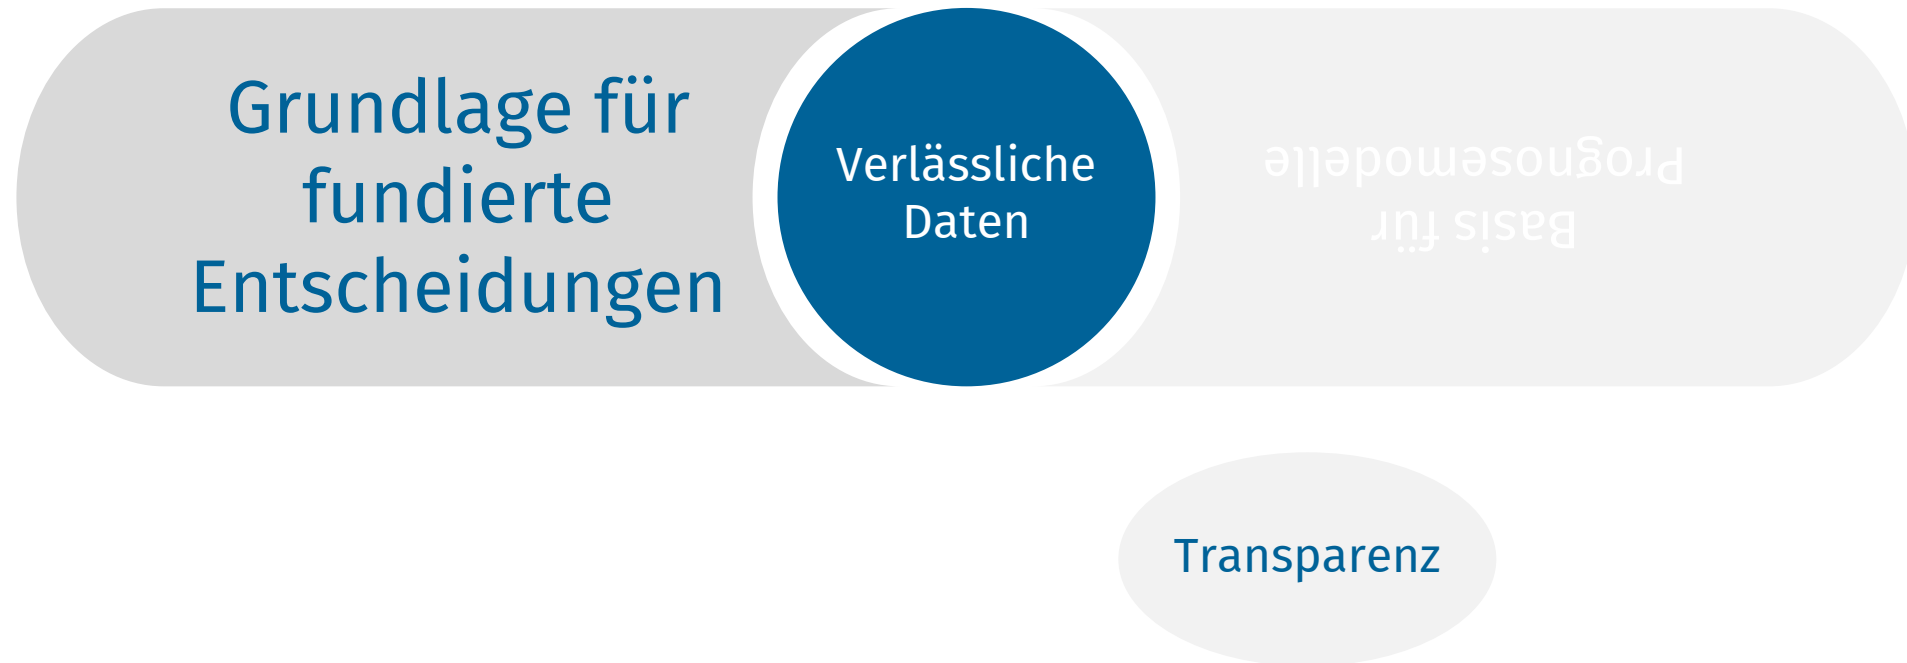 Grundlage für
fundierte
Entscheidungen
Verlässliche
Daten
Basis für
Prognosemodelle
Transparenz